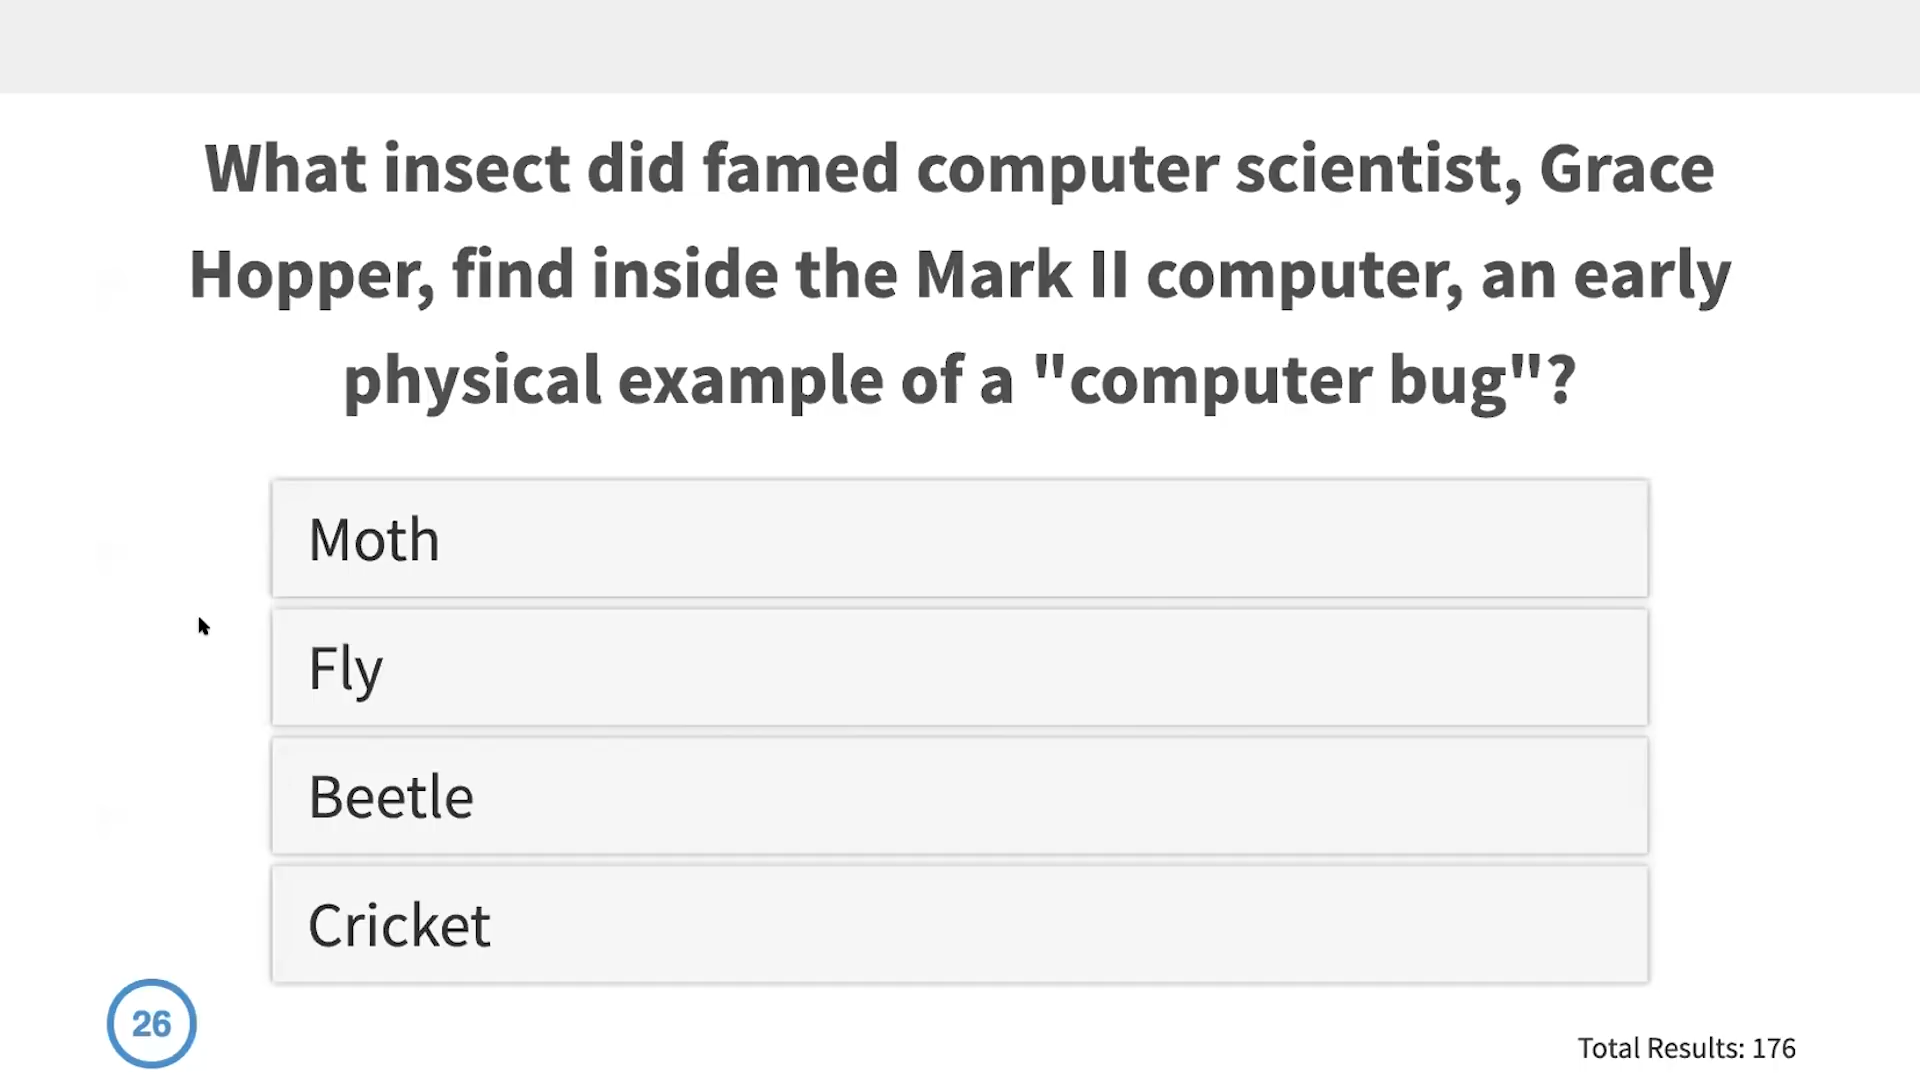 What insect did famed computer scientist, Grace
Hopper, find inside the Mark II computer, an early
physical example of a "computer bug"?
Moth
Fly
Beetle
Cricket
26
Total Results: 176